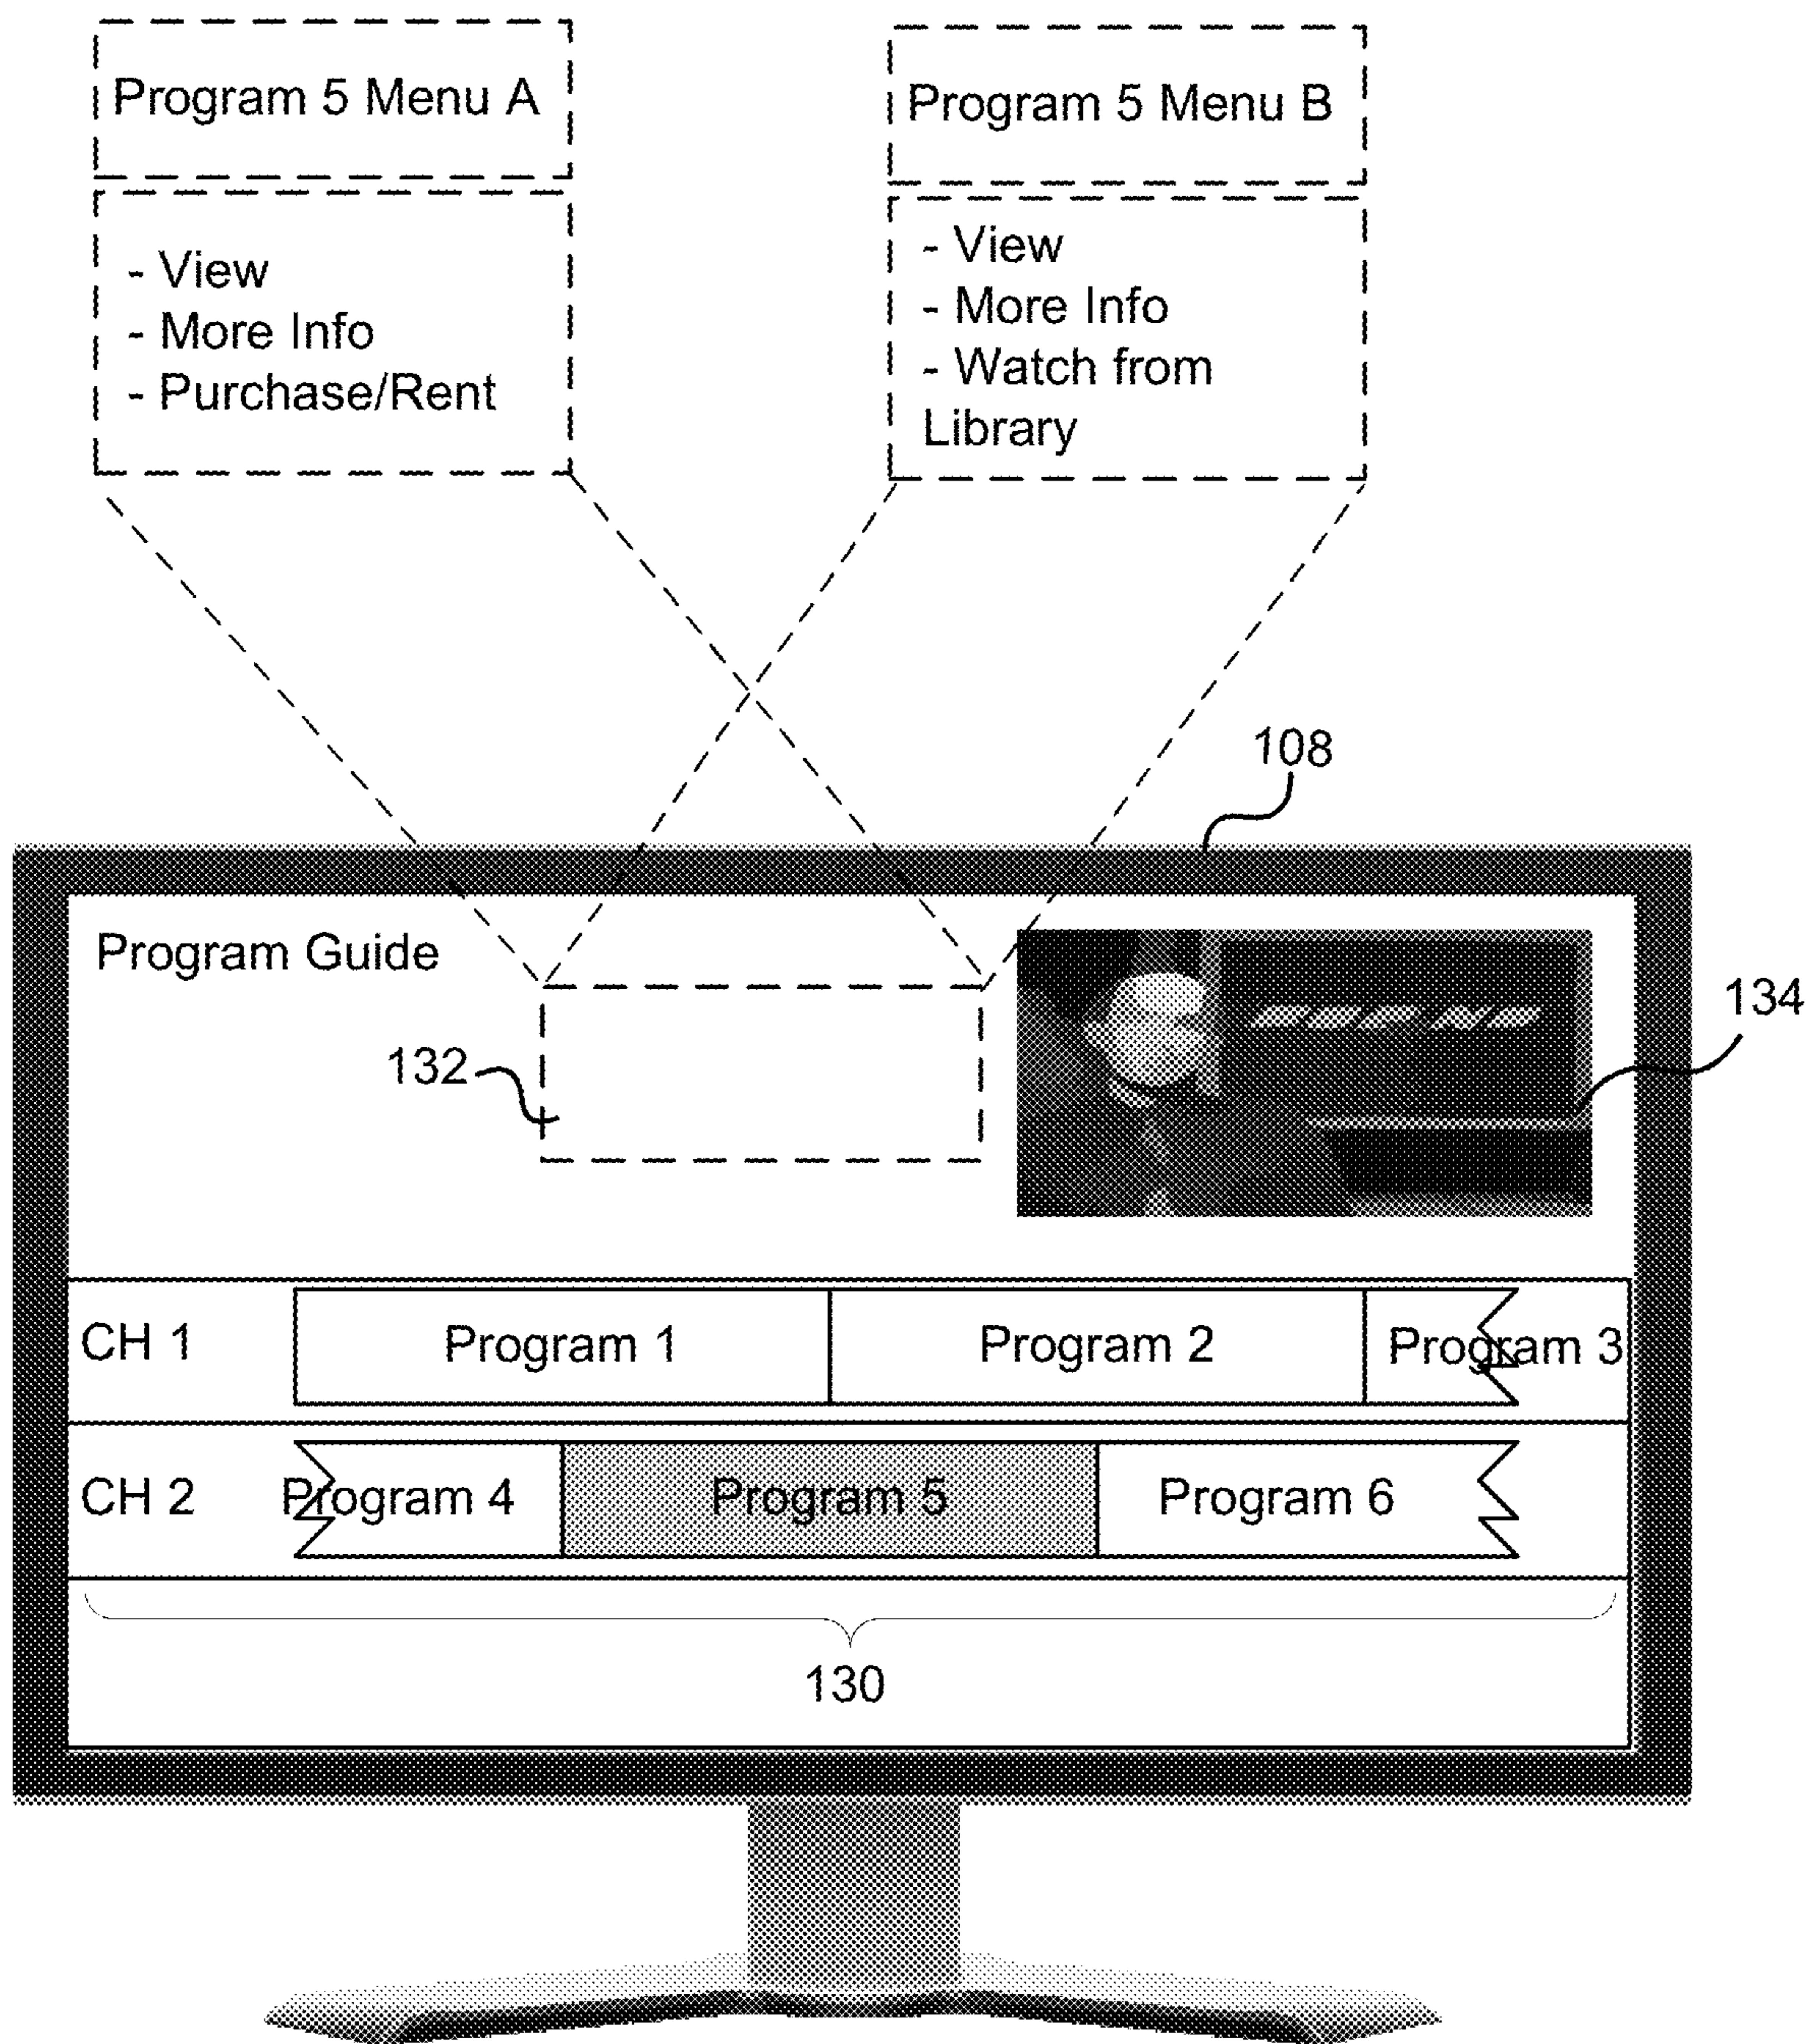 Program 5 Menu A
- View
- More Info
- Purchase/Rent
Program 5 Menu B
- View
- More Info
- Watch from
Library
108
Program Guide
132
134
CH 1
Program 1
Program 2
Program 3
CH 2
Program 4
Program 5
Program 6
130